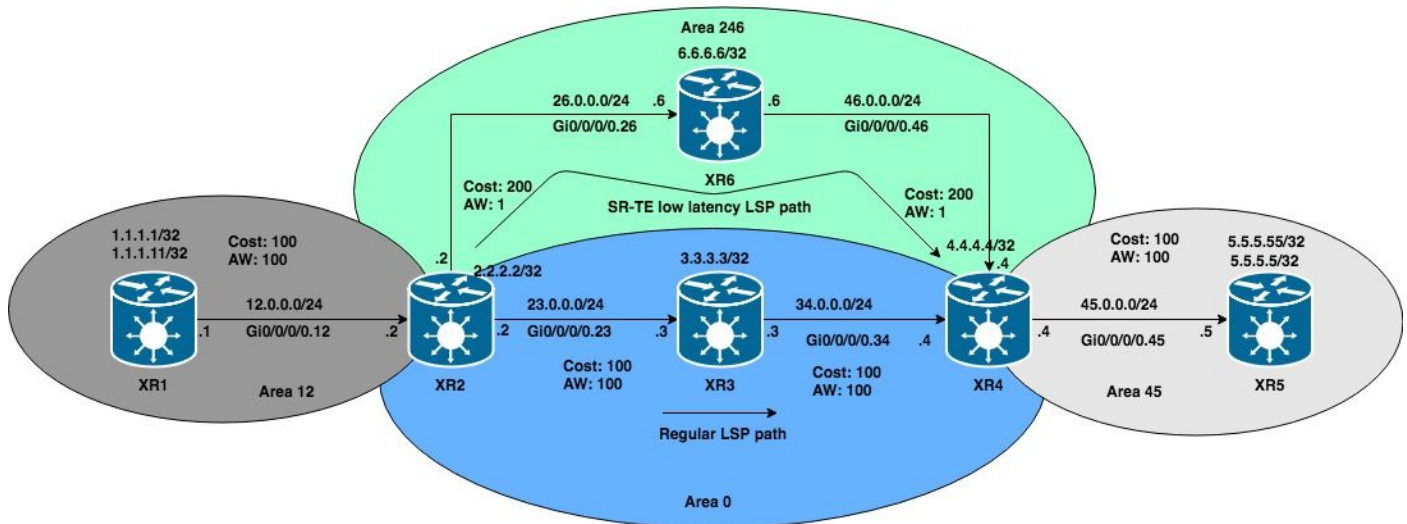 Area 246
6.6.6.6/32
26.0.0.0/24
.6
.6
46.0.0.0/24
Gi0/0/0/0.26
Gi0/0/0/0.46
XR6
Cost: 200
AW: 1
SR-TE low latency LSP path
Cost: 200
AW: 1
1.1.1.1/32
1.1.1.11/32
Cost: 100
AW: 100
.2
2.2.2.2/32
3.3.3.3/32
4.4.4.4/32
.4
Cost: 100
AW: 100
5.5.5.55/32
5.5.5.5/32
12.0.0.0/24
23.0.0.0/24
34.0.0.0/24
45.0.0.0/24
.1
Gi0/0/0/0.12
.2
.2
Gi0/0/0/0.23
.3
.3
Gi0/0/0/0.34
.4
.4
Gi0/0/0/0.45
.5
XR1
Area 12
XR2
Cost: 100
AW: 100
XR3
Cost: 100
AW: 100
XR4
Area 45
XR5
Regular LSP path
Area 0